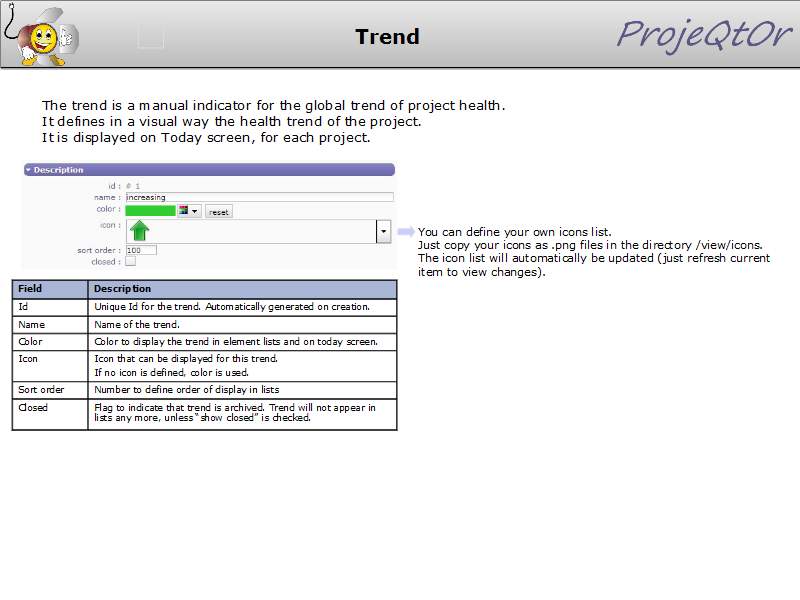 Trend
ProjeQtOr
The trend is a manual indicator for the global trend of project health.
It defines in a visual way the health trend of the project.
It is displayed on Today screen, for each project.
Description
id : # 1
name : increasing
color : reset
icon :
sort order : 100
closed :
You can define your own icons list.
Just copy your icons as .png files in the directory /view/icons.
The icon list will automatically be updated (just refresh current
item to view changes).
Field Description
Id Unique Id for the trend. Automatically generated on creation.
Name Name of the trend.
Color Color to display the trend in element lists and on today screen.
Icon Icon that can be displayed for this trend.
If no icon is defined, color is used.
Sort order Number to define order of display in lists
Closed Flag to indicate that trend is archived. Trend will not appear in
lists any more, unless “show closed” is checked.